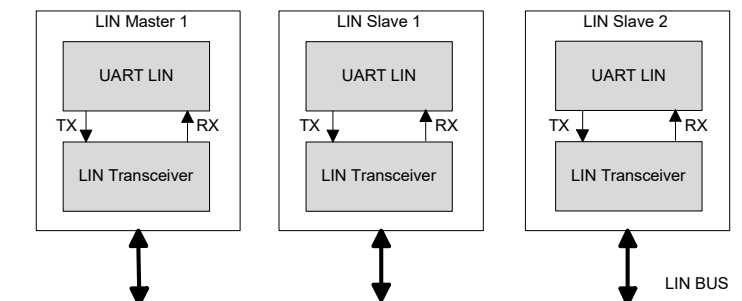 LIN Master 1
LIN Slave 1
LIN Slave 2
UART LIN
UART LIN
UART LIN
TX
RX
TX
RX
TX
RX
LIN Transceiver
LIN Transceiver
LIN Transceiver
LIN BUS